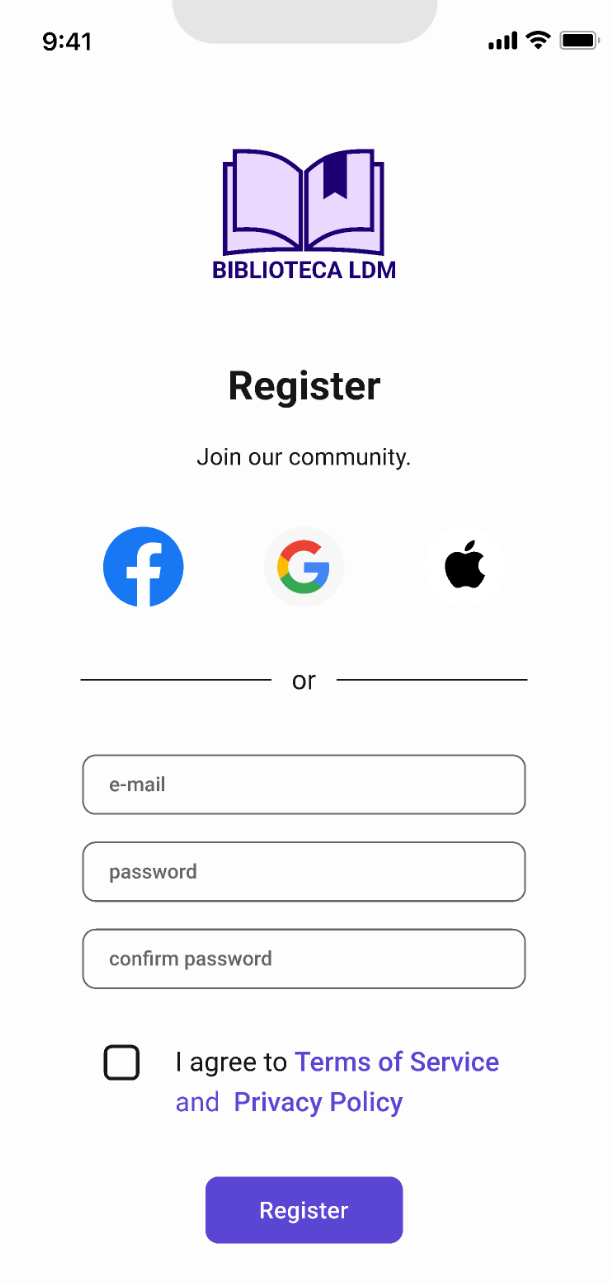 9:41
BIBLIOTECA LDM
Register
Join our community.
or
e-mail
password
confirm password
I agree to Terms of Service
and Privacy Policy
Register